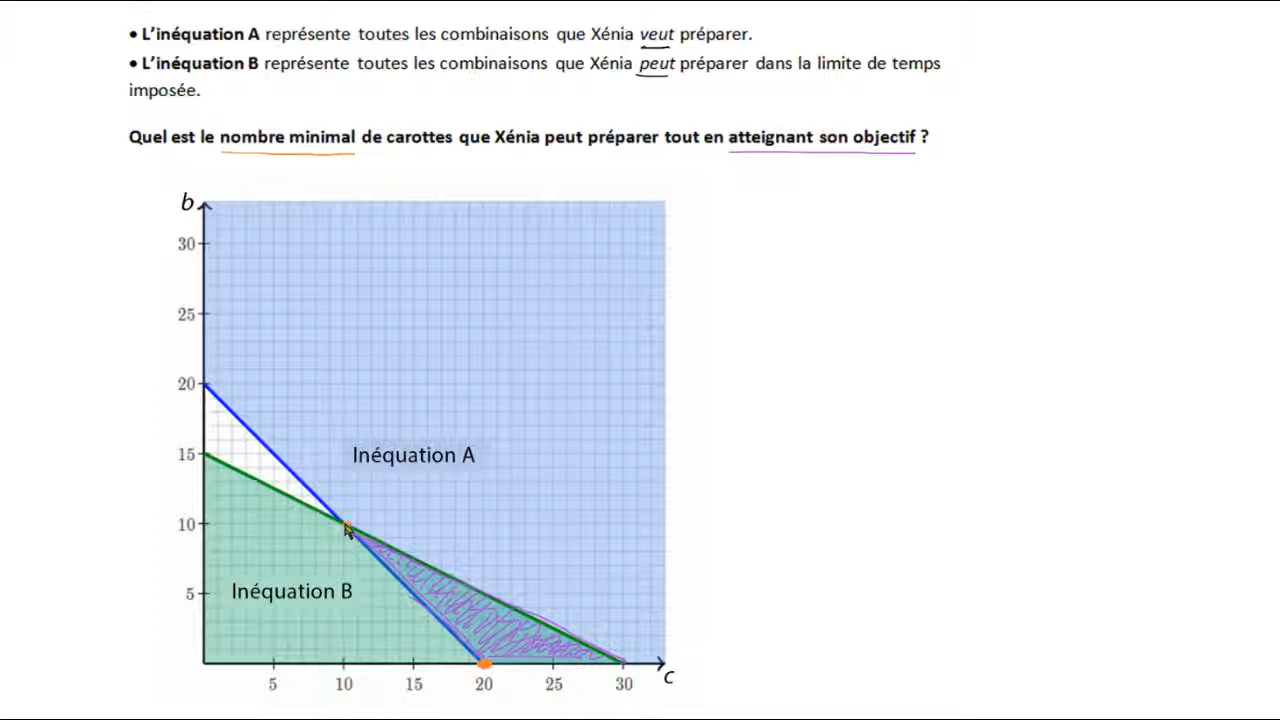 • L'inéquation A représente toutes les combinaisons que Xénia veut préparer.
• L'inéquation B représente toutes les combinaisons que Xénia peut préparer dans la limite de temps
imposée.
Quel est le nombre minimal de carottes que Xénia peut préparer tout en atteignant son objectif ?
b
30
25
20
15
Inéquation A
10
5
Inéquation B
5 10 15 20 25 30 c